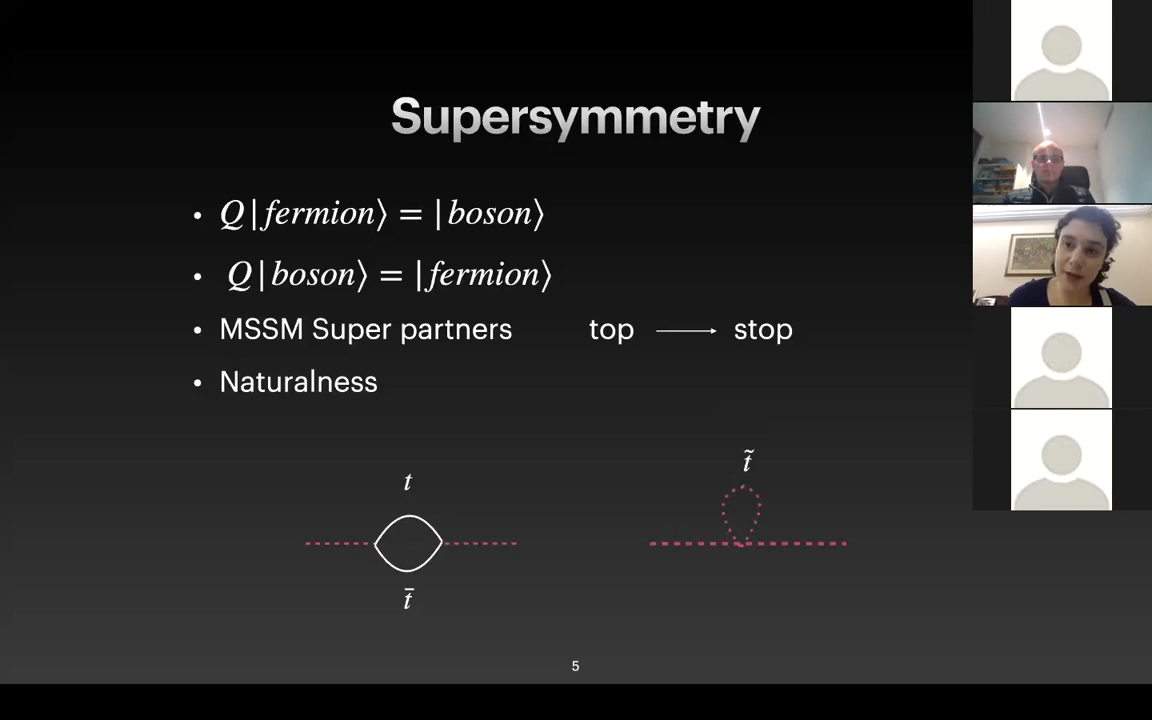 Supersymmetry
• Q|fermion⟩ = |boson⟩
• Q|boson⟩ = |fermion⟩
• MSSM Super partners top → stop
• Naturalness
t̃
t
t̄
5